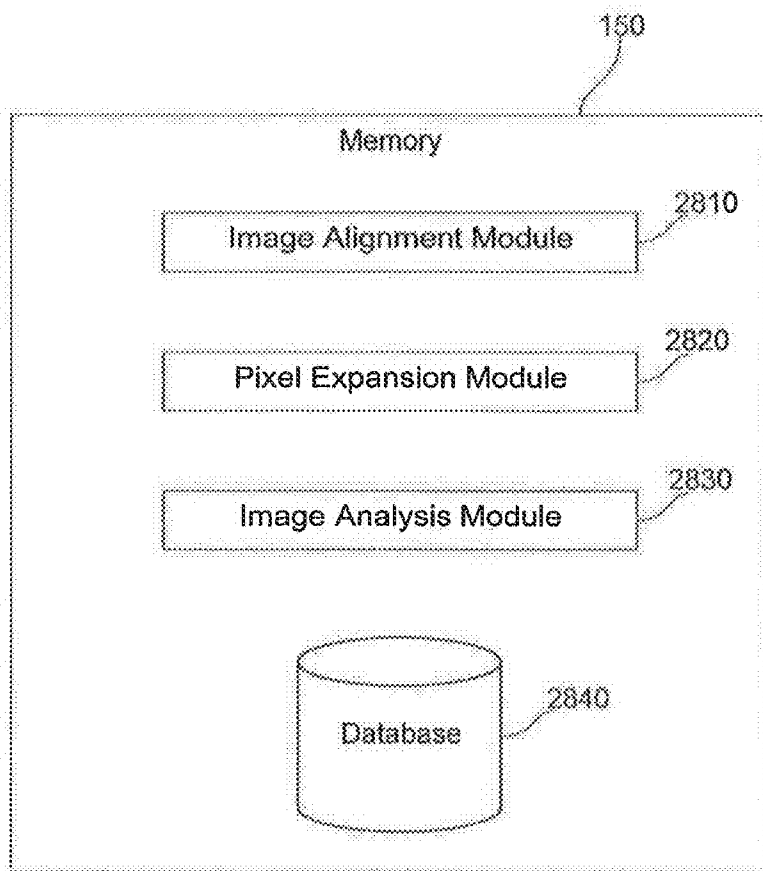 150
Memory
2810
Image Alignment Module
2820
Pixel Expansion Module
2830
Image Analysis Module
2840
Database